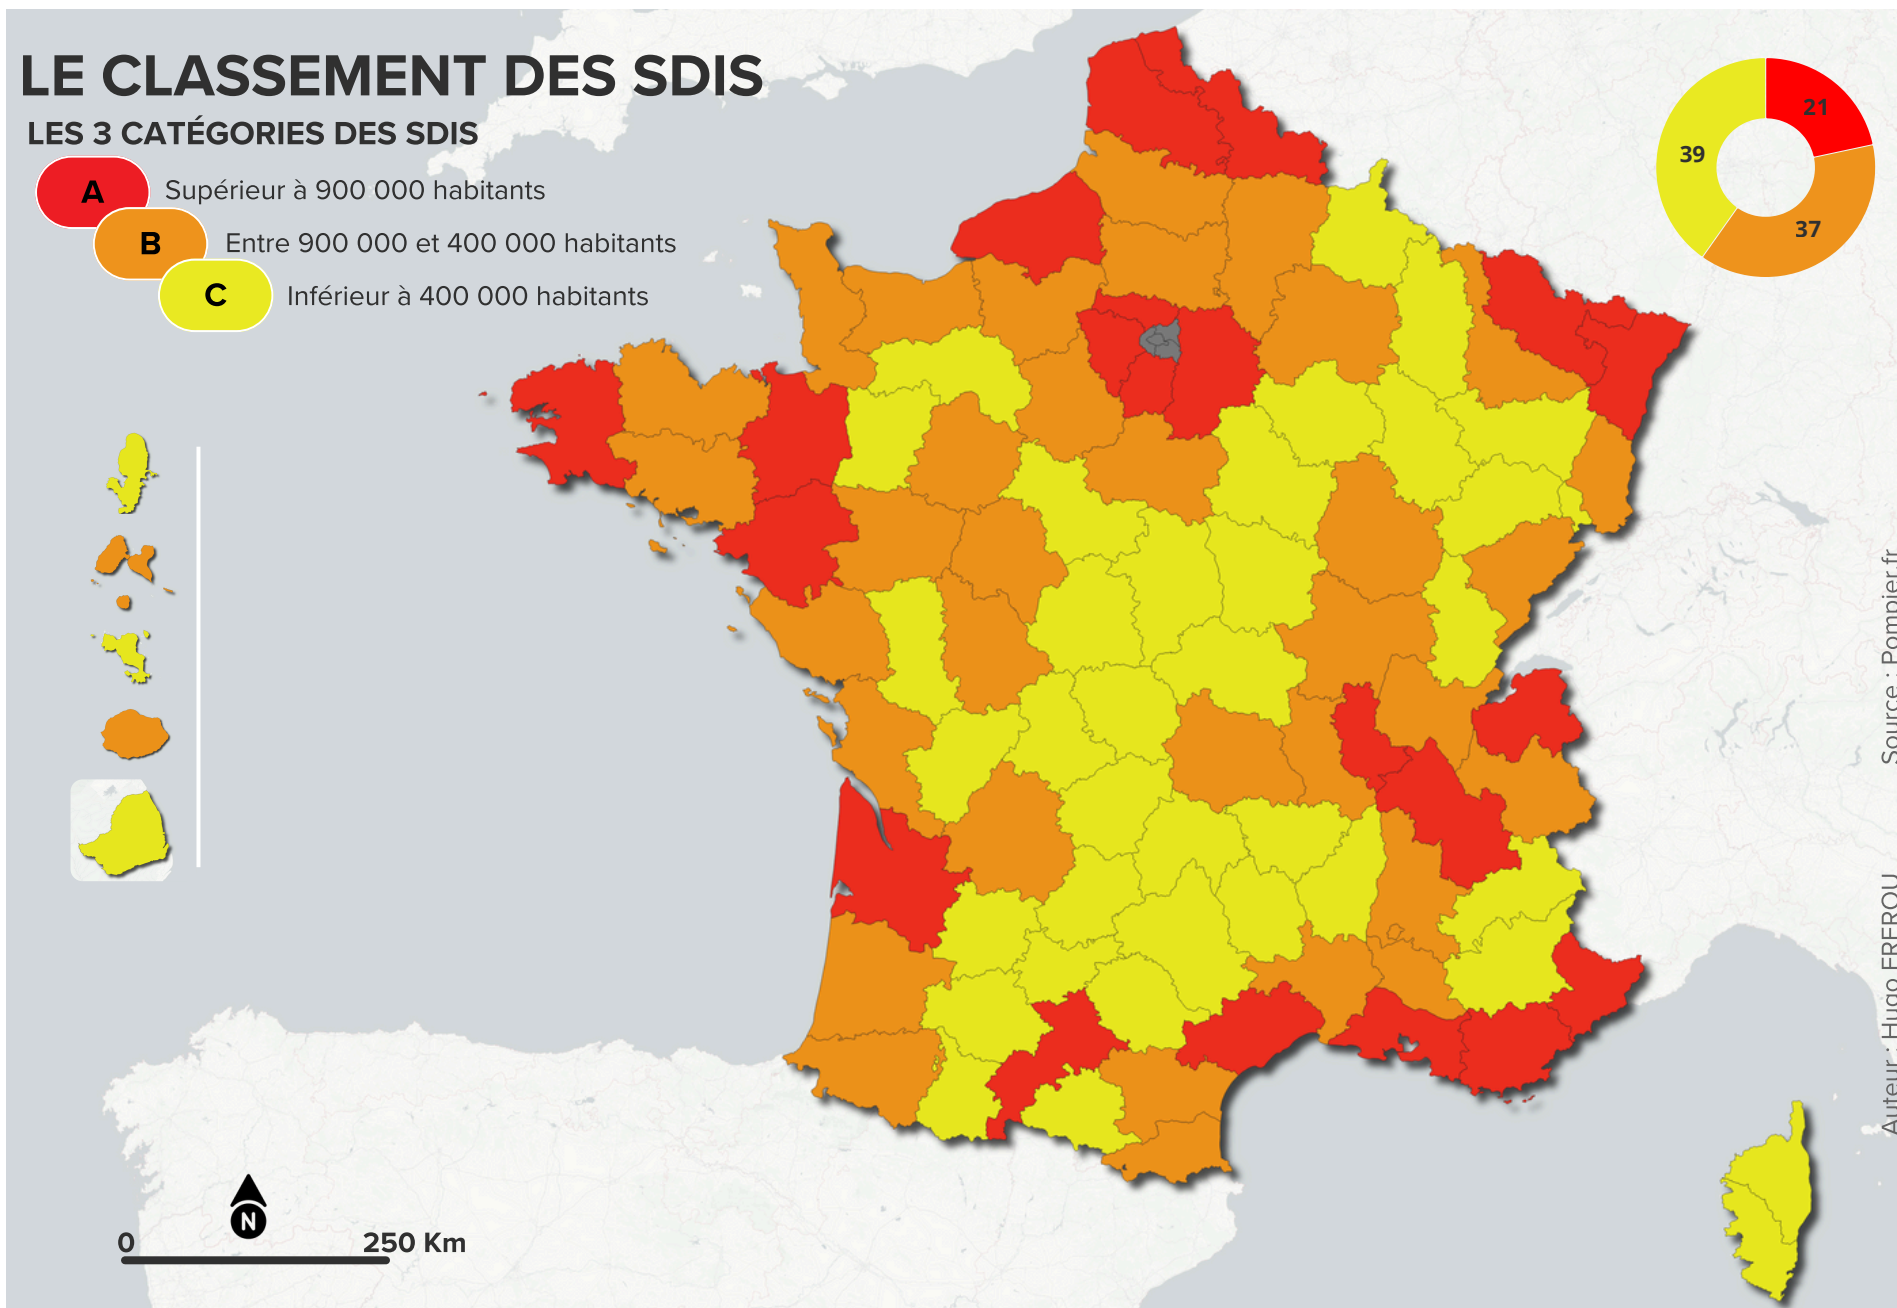 LE CLASSEMENT DES SDIS
LES 3 CATÉGORIES DES SDIS
A Supérieur à 900 000 habitants
B Entre 900 000 et 400 000 habitants
C Inférieur à 400 000 habitants
21
39
37
Source : Pompier.fr
Auteur : Hugo FREROU
N
0 250 Km